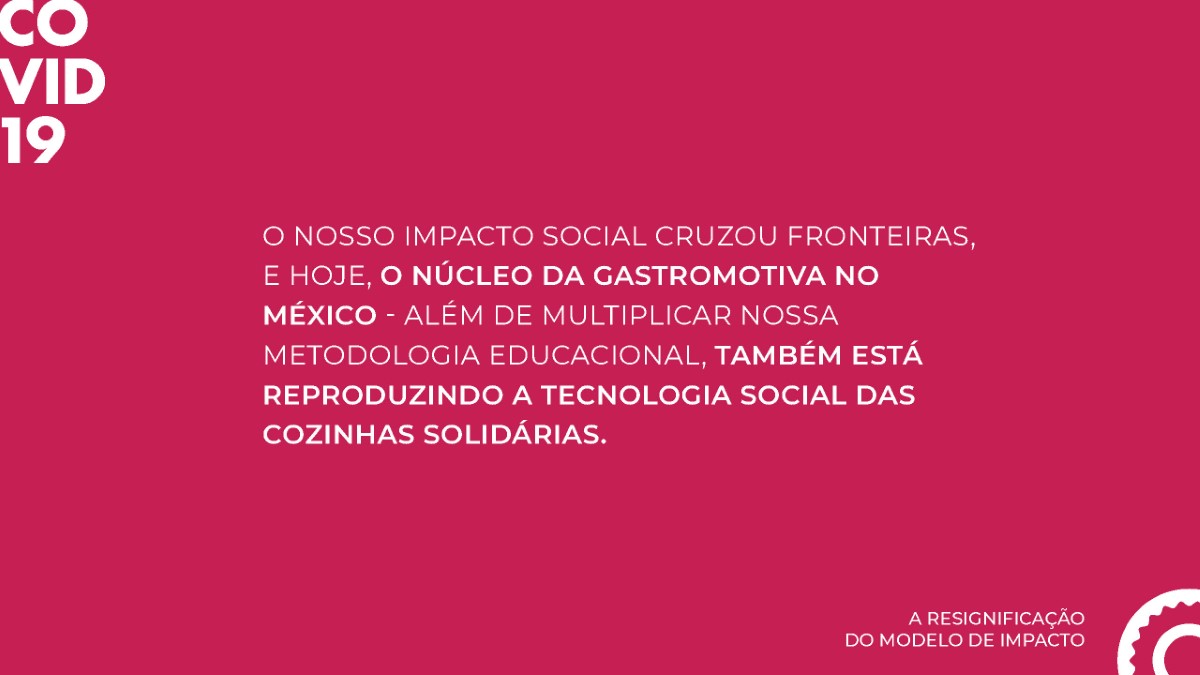 CO
VID
19
O NOSSO IMPACTO SOCIAL CRUZOU FRONTEIRAS,
E HOJE, O NÚCLEO DA GASTROMOTIVA NO
MÉXICO - ALÉM DE MULTIPLICAR NOSSA
METODOLOGIA EDUCACIONAL, TAMBÉM ESTÁ
REPRODUZINDO A TECNOLOGIA SOCIAL DAS
COZINHAS SOLIDÁRIAS.
A RESIGNIFICAÇÃO
DO MODELO DE IMPACTO